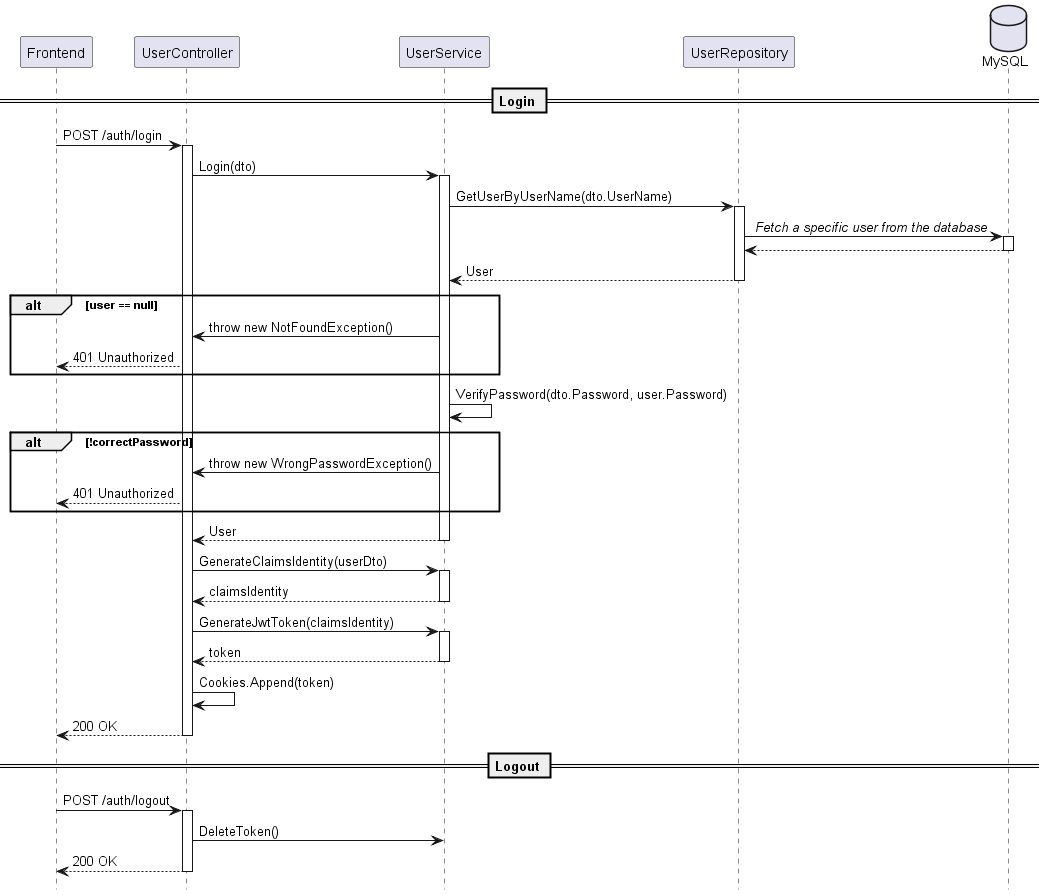 Frontend
UserController
UserService
UserRepository
MySQL
Login
POST /auth/login
Login(dto)
GetUserByUserName(dto.UserName)
Fetch a specific user from the database
User
alt [user == null]
throw new NotFoundException()
401 Unauthorized
VerifyPassword(dto.Password, user.Password)
alt [!correctPassword]
throw new WrongPasswordException()
401 Unauthorized
User
GenerateClaimsIdentity(userDto)
claimsIdentity
GenerateJwtToken(claimsIdentity)
token
Cookies.Append(token)
200 OK
Logout
POST /auth/logout
DeleteToken()
200 OK